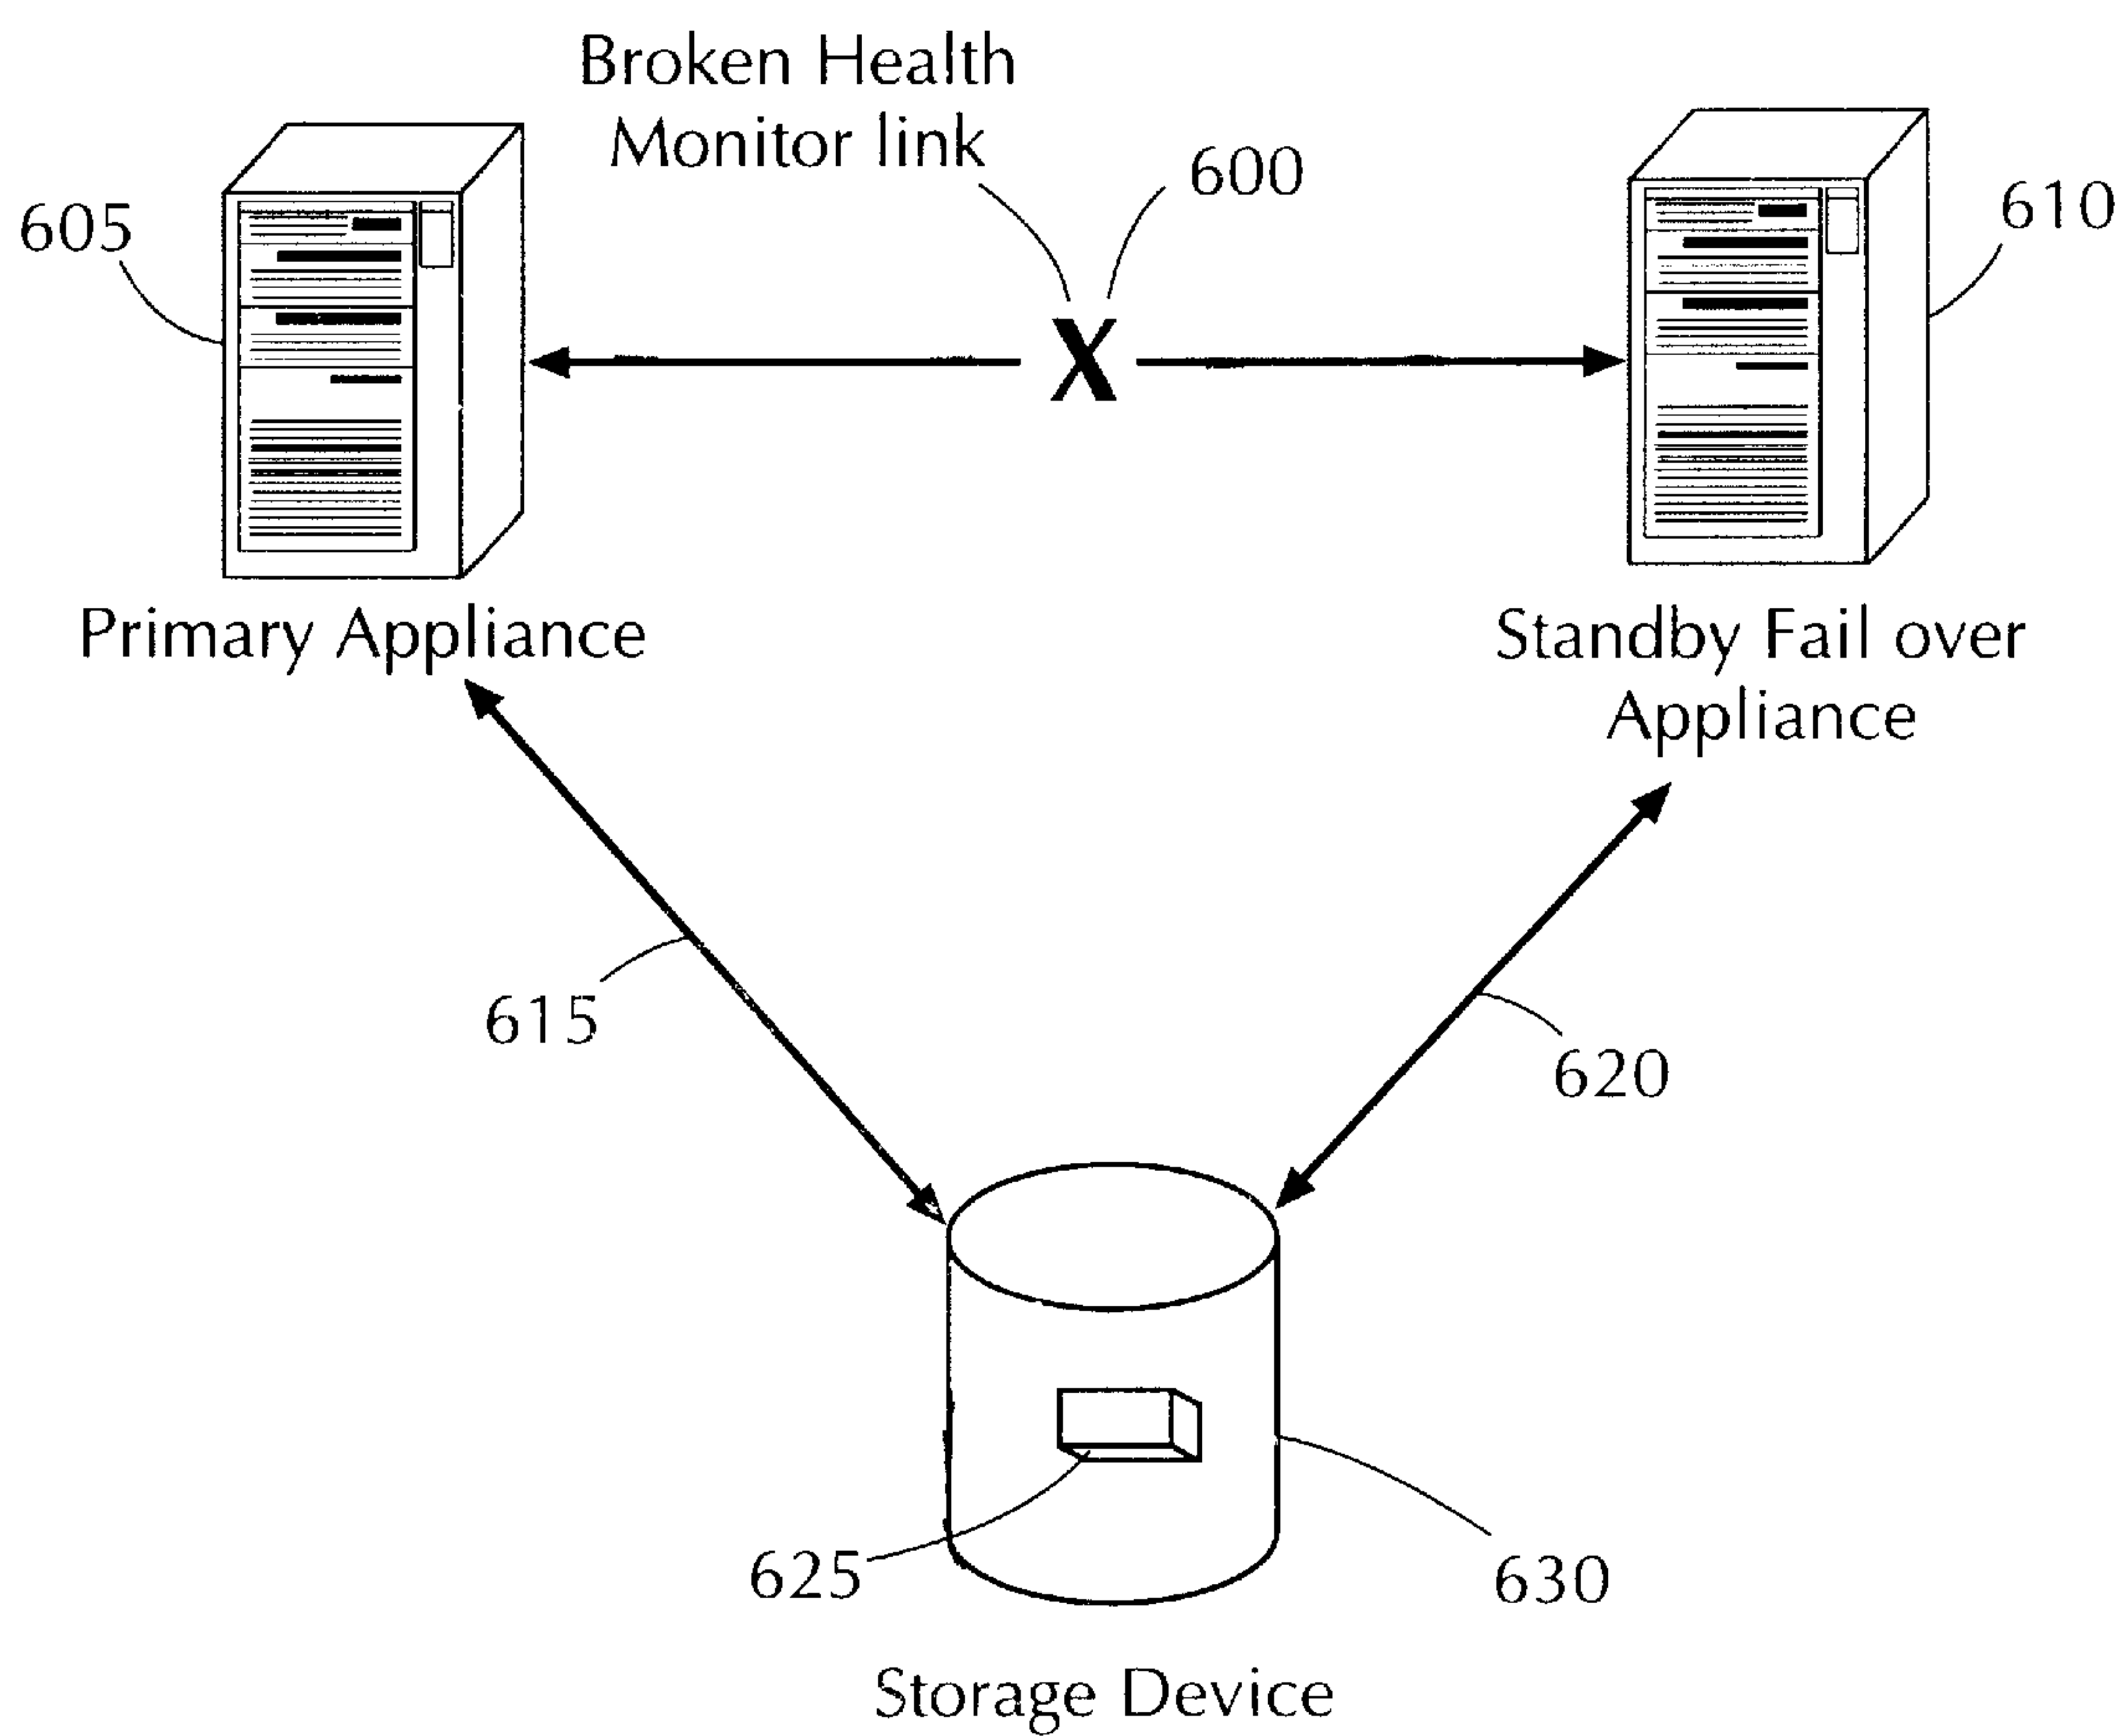 Broken Health
Monitor link
600
605
610
Primary Appliance
Standby Fail over
Appliance
615
620
625
630
Storage Device